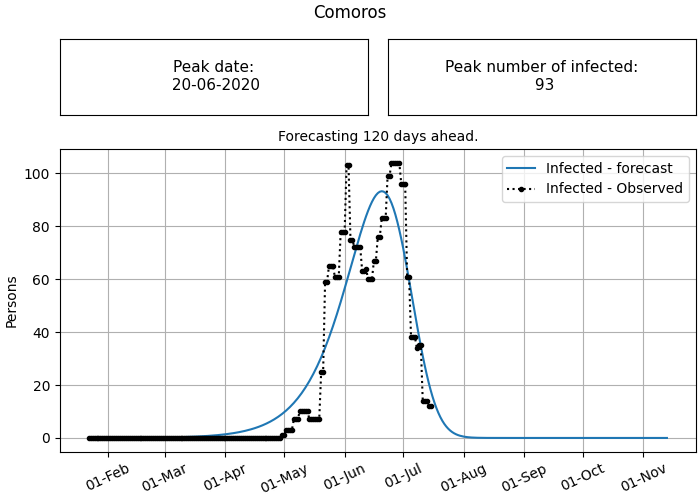 Comoros
Peak date:
20-06-2020
Peak number of infected:
93
Forecasting 120 days ahead.
Infected - forecast
Infected - Observed
Persons
100
80
60
40
20
0
01-Feb
01-Mar
01-Apr
01-May
01-Jun
01-Jul
01-Aug
01-Sep
01-Oct
01-Nov